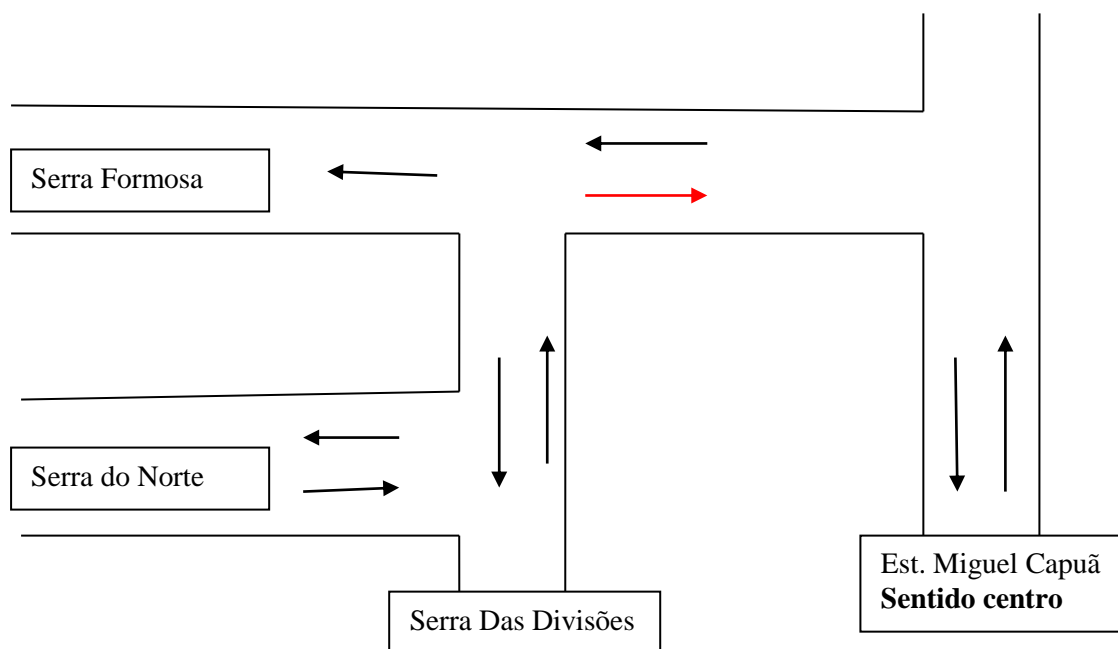 Serra Formosa
Serra do Norte
Serra Das Divisões
Est. Miguel Capuã
Sentido centro